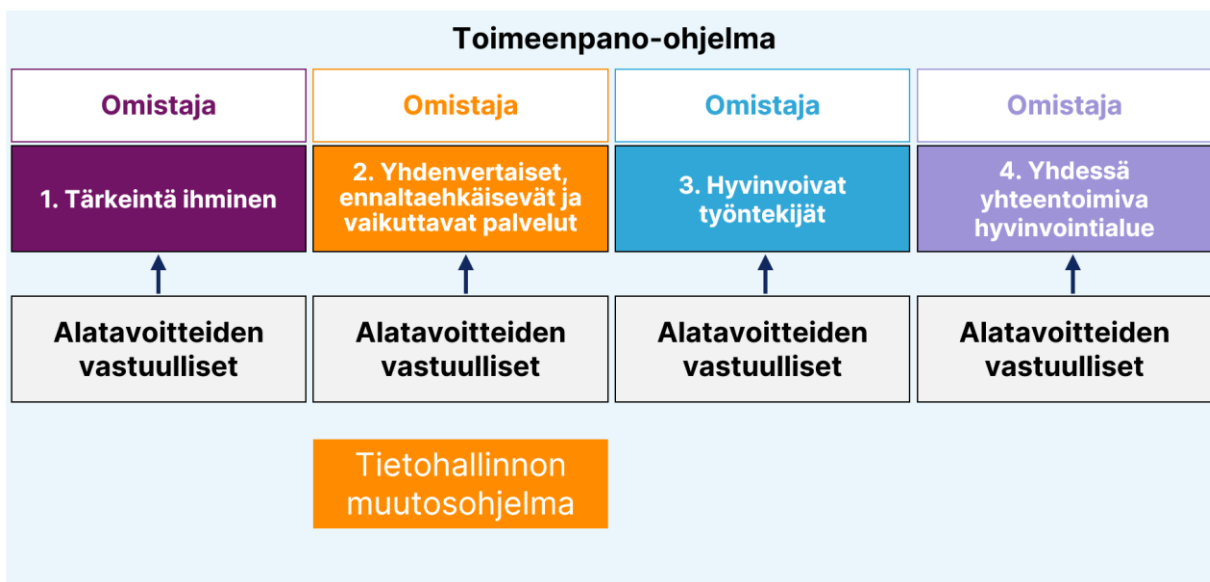 Toimeenpano-ohjelma
Omistaja
Omistaja
Omistaja
Omistaja
1. Tärkeintä ihminen
2. Yhdenvertaiset,
ennaltaehkäisevät ja
vaikuttavat palvelut
3. Hyvinvoivat
työntekijät
4. Yhdessä
yhteentoimiva
hyvinvointialue
Alatavoitteiden
vastuulliset
Alatavoitteiden
vastuulliset
Alatavoitteiden
vastuulliset
Alatavoitteiden
vastuulliset
Tietohallinnon
muutosohjelma